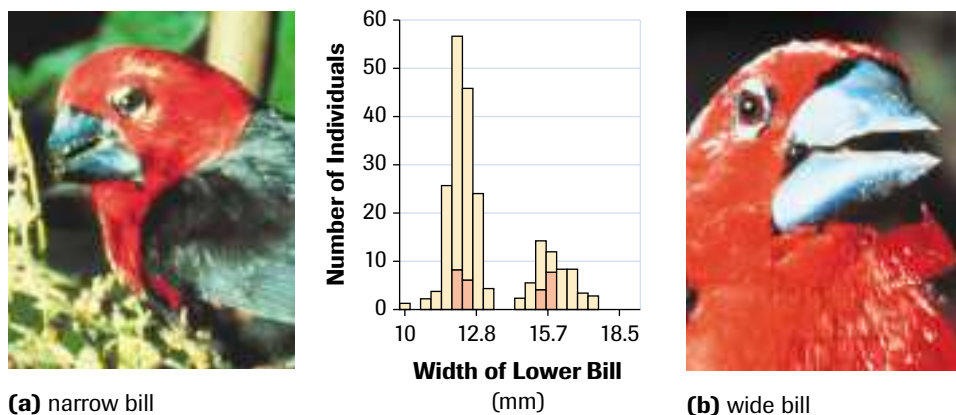 60
50
40
30
20
10
0
Number of Individuals
10 12.8 15.7 18.5
Width of Lower Bill
(mm)
(a) narrow bill
(b) wide bill